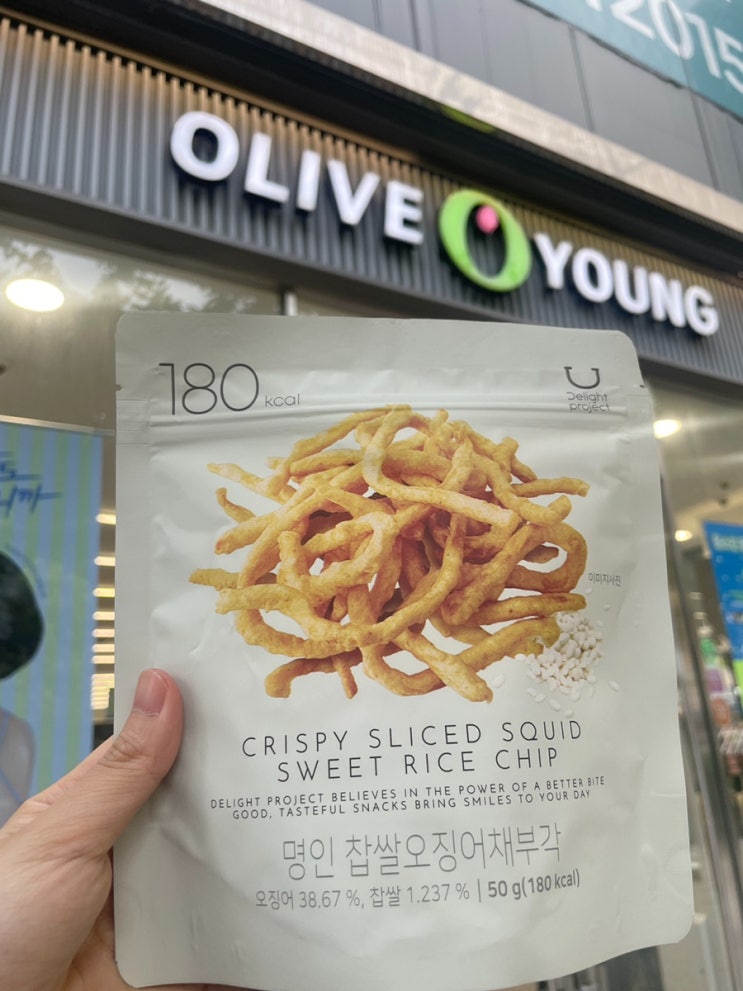 12015
OLIVE YOUNG
180 kcal
Delight
project
이미지사진
CRISPY SLICED SQUID
SWEET RICE CHIP
DELIGHT PROJECT BELIEVES IN THE POWER OF A BETTER BITE
GOOD, TASTEFUL SNACKS BRING SMILES TO YOUR DAY
명인 찹쌀오징어채부각
오징어 38.67 %, 찹쌀 1.237 % | 50 g(180 kcal)